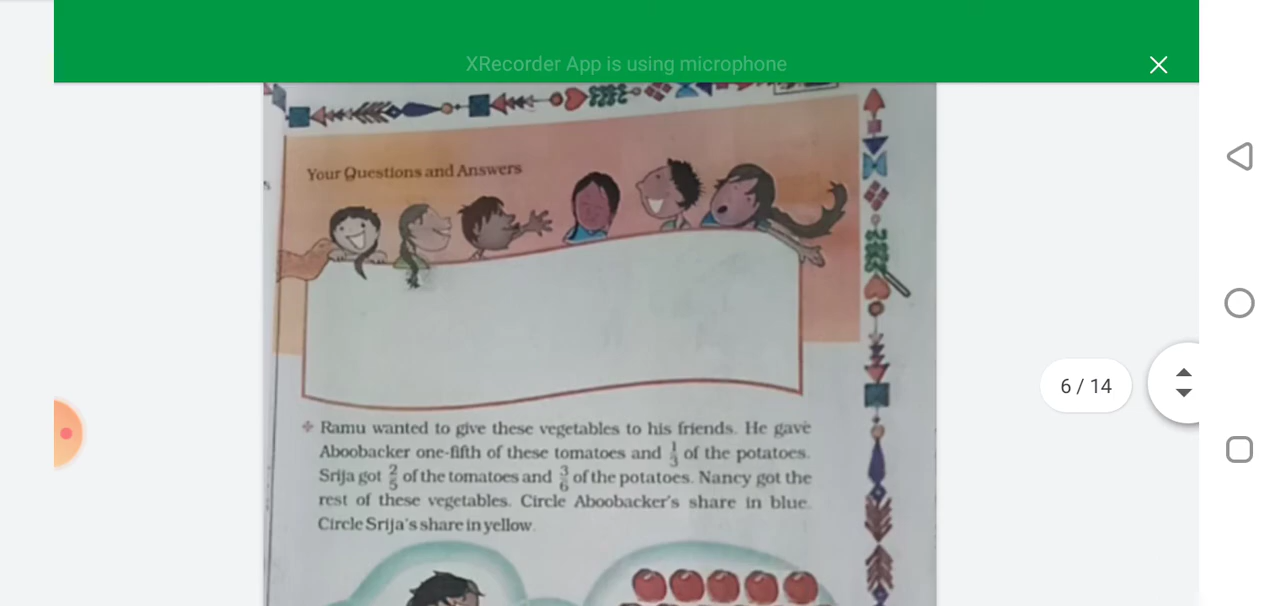 XRecorder App is using microphone
Your Questions and Answers
6 / 14
Ramu wanted to give these vegetables to his friends. He gave
Aboobacker one-fifth of these tomatoes and 1/3 of the potatoes.
Srija got 2/5 of the tomatoes and 3/6 of the potatoes. Nancy got the
rest of these vegetables. Circle Aboobacker's share in blue.
Circle Srija's share in yellow.